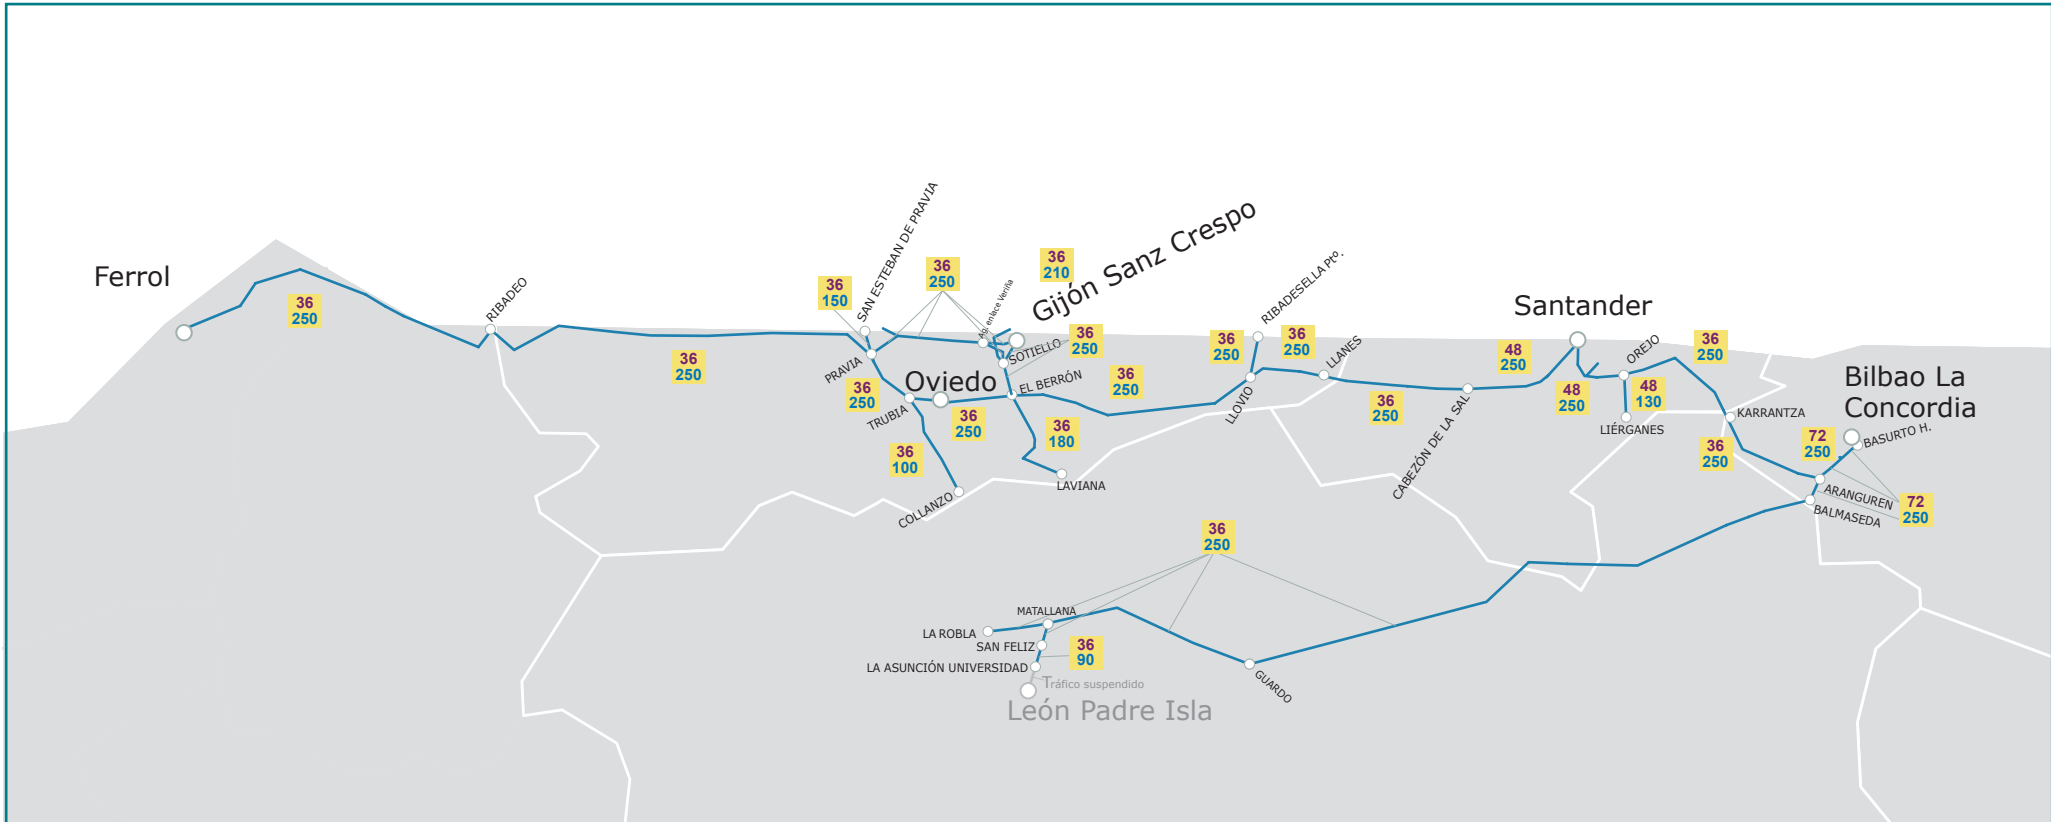 Ferrol
36
250
RIBADEO
36
250
36
150
SAN ESTEBAN DE PRAVIA
36
250
Ag. enlace Veriña
36
210
Gijón Sanz Crespo
PRAVIA
36
250
TRUBIA
Oviedo
36
250
SOTIELLO
36
250
EL BERRÓN
36
250
36
180
36
100
COLLANZO
LAVIANA
36
250
RIBADESELLA Ptº.
36
250
LLOVIO
LLANES
36
250
CABEZÓN DE LA SAL
Santander
48
250
48
250
OREJO
48
130
LIÉRGANES
36
250
KARRANTZA
36
250
Bilbao La
Concordia
72
250
BASURTO H.
ARANGUREN
BALMASEDA
72
250
36
250
MATALLANA
LA ROBLA
SAN FELIZ
36
90
LA ASUNCIÓN UNIVERSIDAD
Tráfico suspendido
León Padre Isla
GUARDO